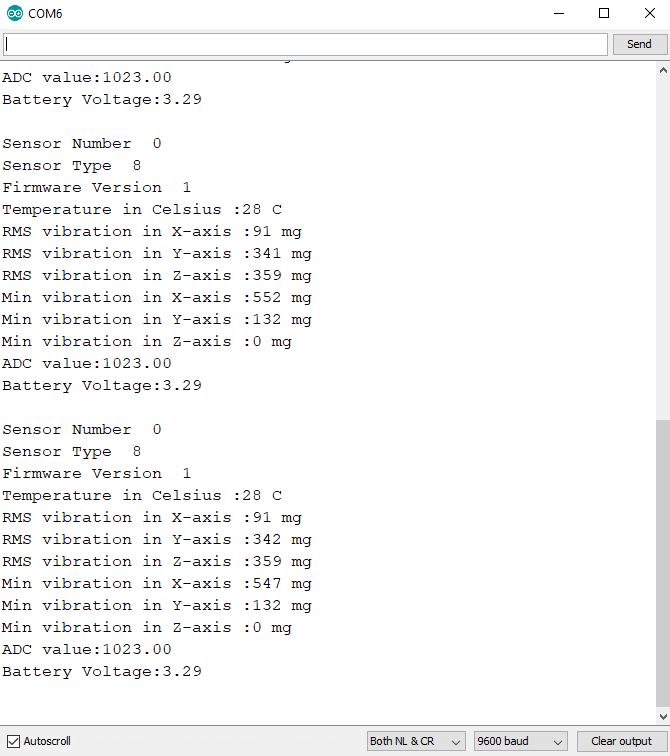 COM6
Send
ADC value:1023.00
Battery Voltage:3.29
Sensor Number  0
Sensor Type  8
Firmware Version  1
Temperature in Celsius :28 C
RMS vibration in X-axis :91 mg
RMS vibration in Y-axis :341 mg
RMS vibration in Z-axis :359 mg
Min vibration in X-axis :552 mg
Min vibration in Y-axis :132 mg
Min vibration in Z-axis :0 mg
ADC value:1023.00
Battery Voltage:3.29
Sensor Number  0
Sensor Type  8
Firmware Version  1
Temperature in Celsius :28 C
RMS vibration in X-axis :91 mg
RMS vibration in Y-axis :342 mg
RMS vibration in Z-axis :359 mg
Min vibration in X-axis :547 mg
Min vibration in Y-axis :132 mg
Min vibration in Z-axis :0 mg
ADC value:1023.00
Battery Voltage:3.29
Autoscroll Both NL & CR 9600 baud Clear output